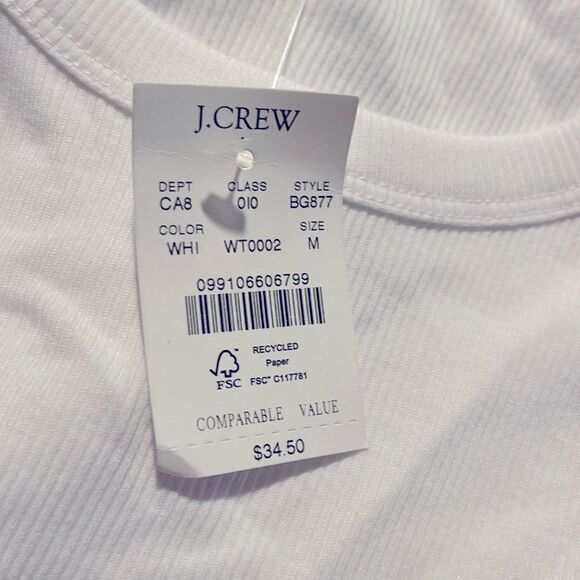 J.CREW
DEPT CLASS STYLE
CA8 010 BG877
COLOR SIZE
WHI WT0002 M
099106606799
RECYCLED
Paper
FSC™ C117781
FSC
COMPARABLE VALUE
$34.50